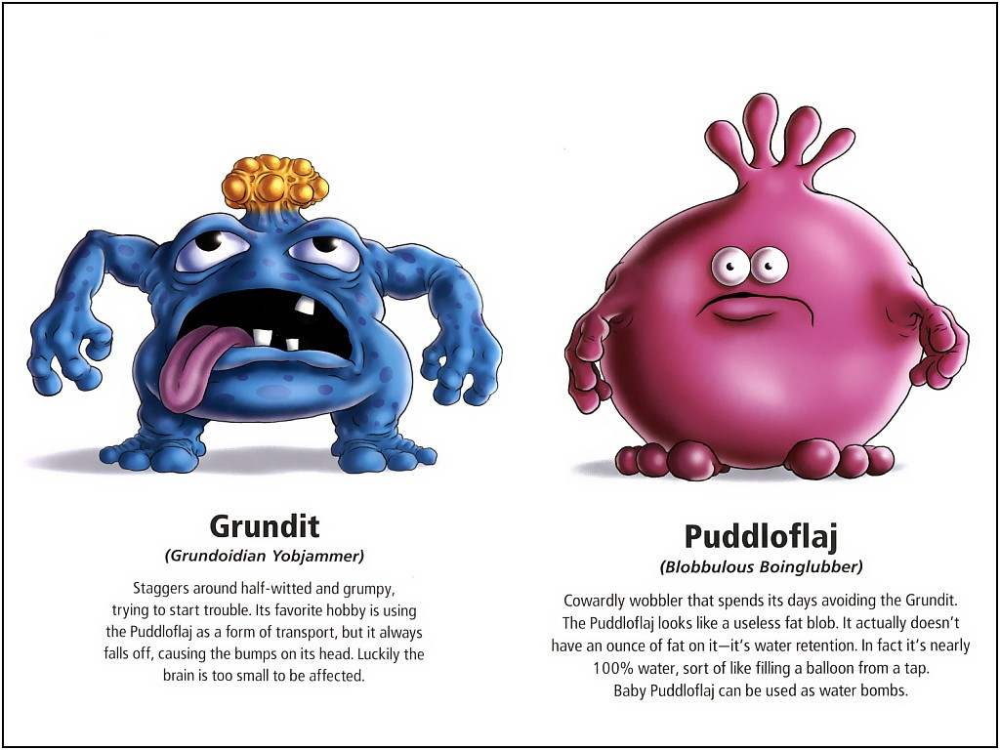 Grundit
(Grundoidian Yobjammer)
Staggers around half-witted and grumpy,
trying to start trouble. Its favorite hobby is using
the Puddloflaj as a form of transport, but it always
falls off, causing the bumps on its head. Luckily the
brain is too small to be affected.
Puddloflaj
(Blobbulous Boinglubber)
Cowardly wobbler that spends its days avoiding the Grundit.
The Puddloflaj looks like a useless fat blob. It actually doesn't
have an ounce of fat on it—it's water retention. In fact it's nearly
100% water, sort of like filling a balloon from a tap.
Baby Puddloflaj can be used as water bombs.